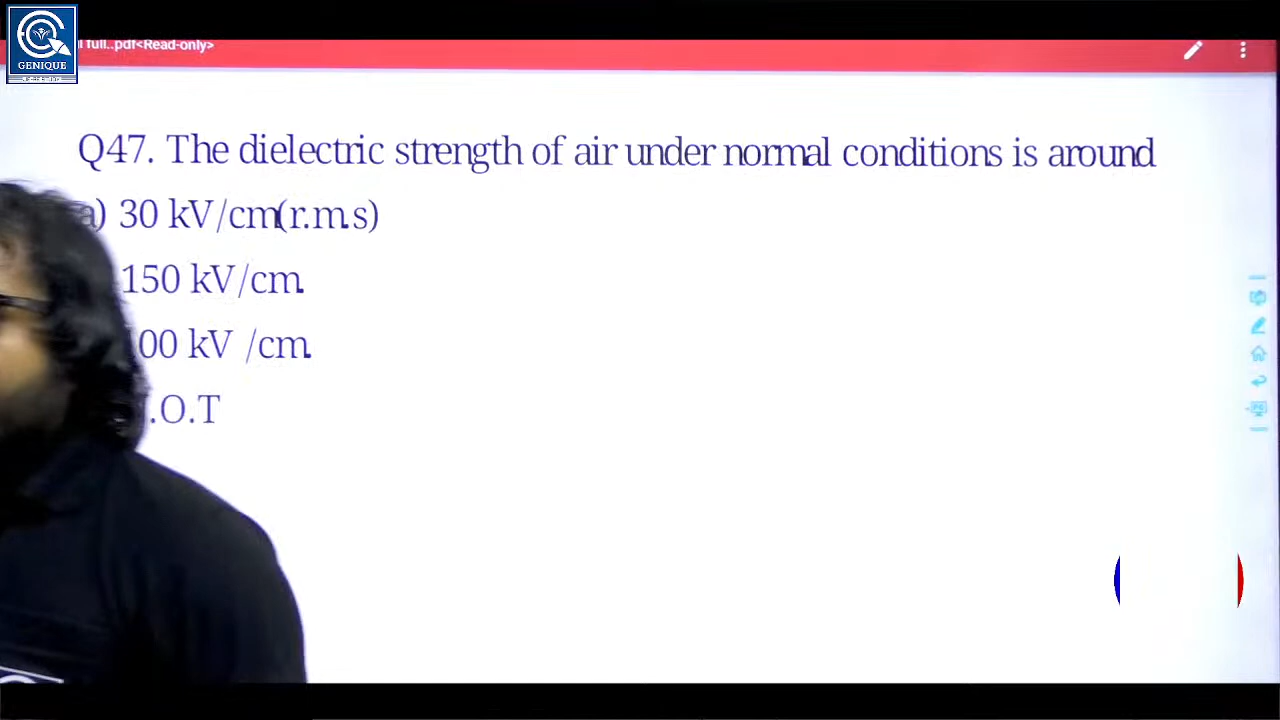 GENIQUE
l full..pdf<Read-only>
Q47. The dielectric strength of air under normal conditions is around
a) 30 kV/cm(r.m.s)
150 kV/cm.
00 kV /cm.
.O.T